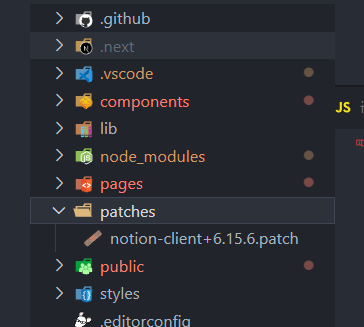 .github
.next
.vscode
components
lib
node_modules
pages
patches
notion-client+6.15.6.patch
public
styles
.editorconfig
JS